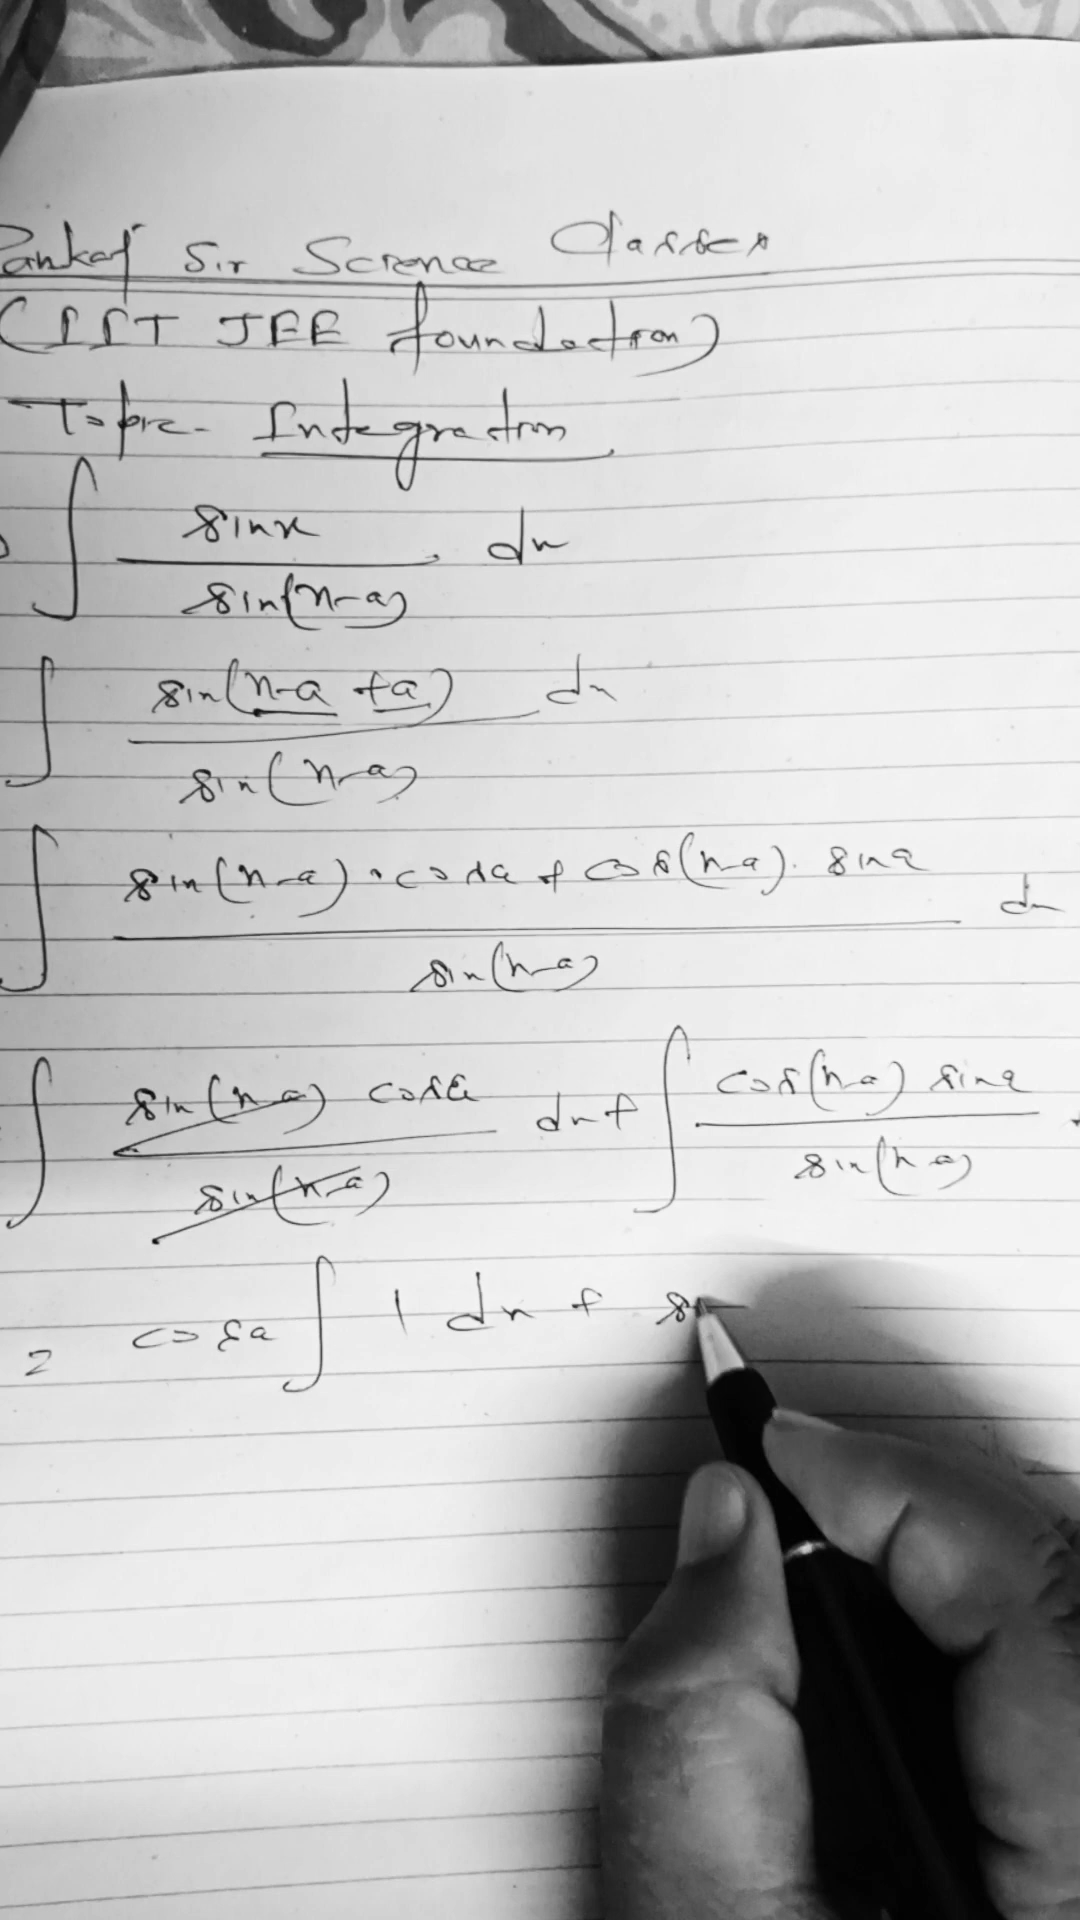 Pankaj Sir Science Classes
(IIT JEE foundation)
Topic- Integration
∫ sinx / sin(x-a) . dx
∫ sin(x-a +a) / sin(x-a) dx
∫ sin(x-a).cosa + cos(x-a). sina / sin(x-a) dx
∫ sin(x-a) cosa / sin(x-a) dx + ∫ cos(x-a) sina / sin(x-a)
= cosa ∫ 1 dx + s